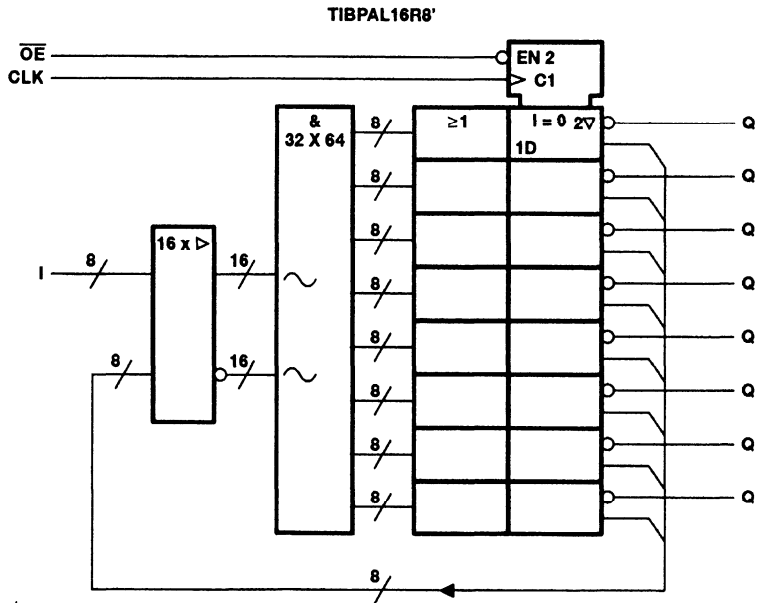 TIBPAL16R8'
OE
CLK
EN 2
C1
&
32 X 64
8
≥1
I = 0 2▽
1D
Q
8
Q
8
Q
16 x ▷
8
16
I
8
Q
8
16
8
Q
8
Q
8
Q
8
Q
8